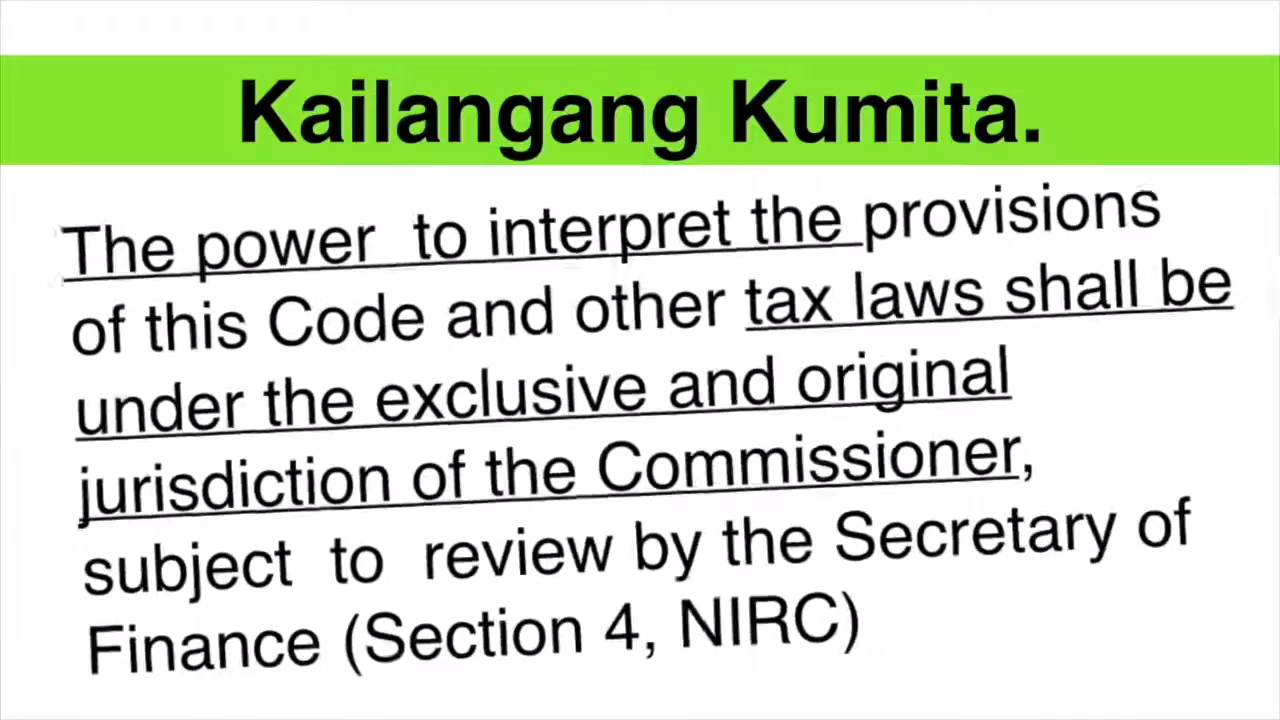 Kailangang Kumita.
The power to interpret the provisions
of this Code and other tax laws shall be
under the exclusive and original
jurisdiction of the Commissioner,
subject to review by the Secretary of
Finance (Section 4, NIRC)